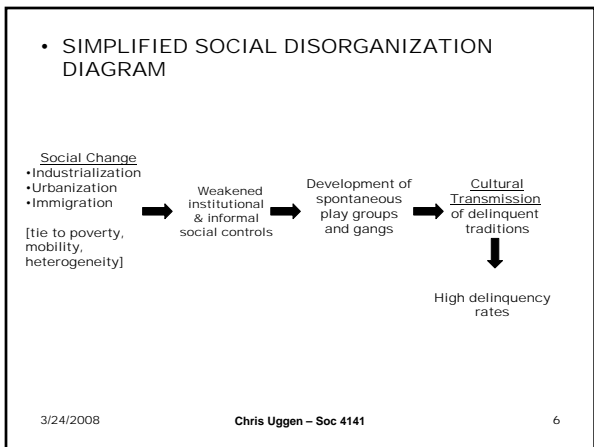 • SIMPLIFIED SOCIAL DISORGANIZATION
DIAGRAM
Social Change
•Industrialization
•Urbanization
•Immigration
[tie to poverty,
mobility,
heterogeneity]
Weakened
institutional
& informal
social controls
Development of
spontaneous
play groups
and gangs
Cultural
Transmission
of delinquent
traditions
High delinquency
rates
3/24/2008
Chris Uggen – Soc 4141
6